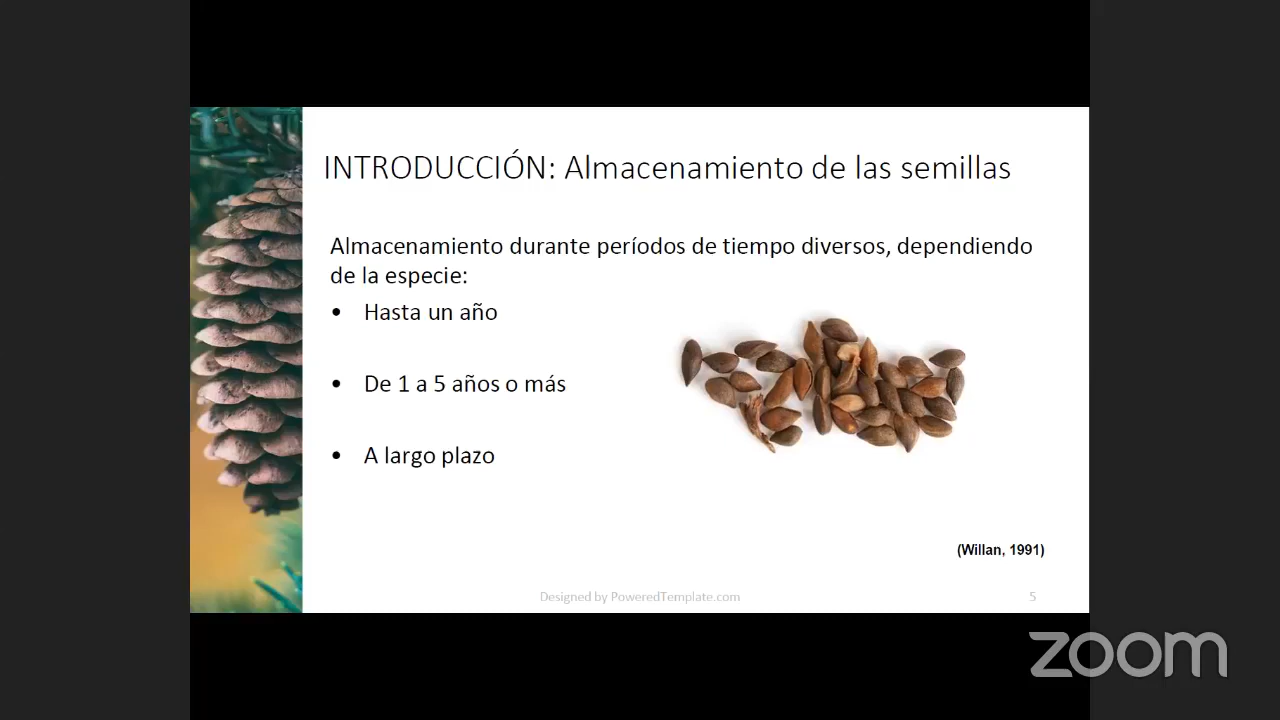 INTRODUCCIÓN: Almacenamiento de las semillas
Almacenamiento durante períodos de tiempo diversos, dependiendo
de la especie:
• Hasta un año
• De 1 a 5 años o más
• A largo plazo
(Willan, 1991)
Designed by PoweredTemplate.com
5
zoom